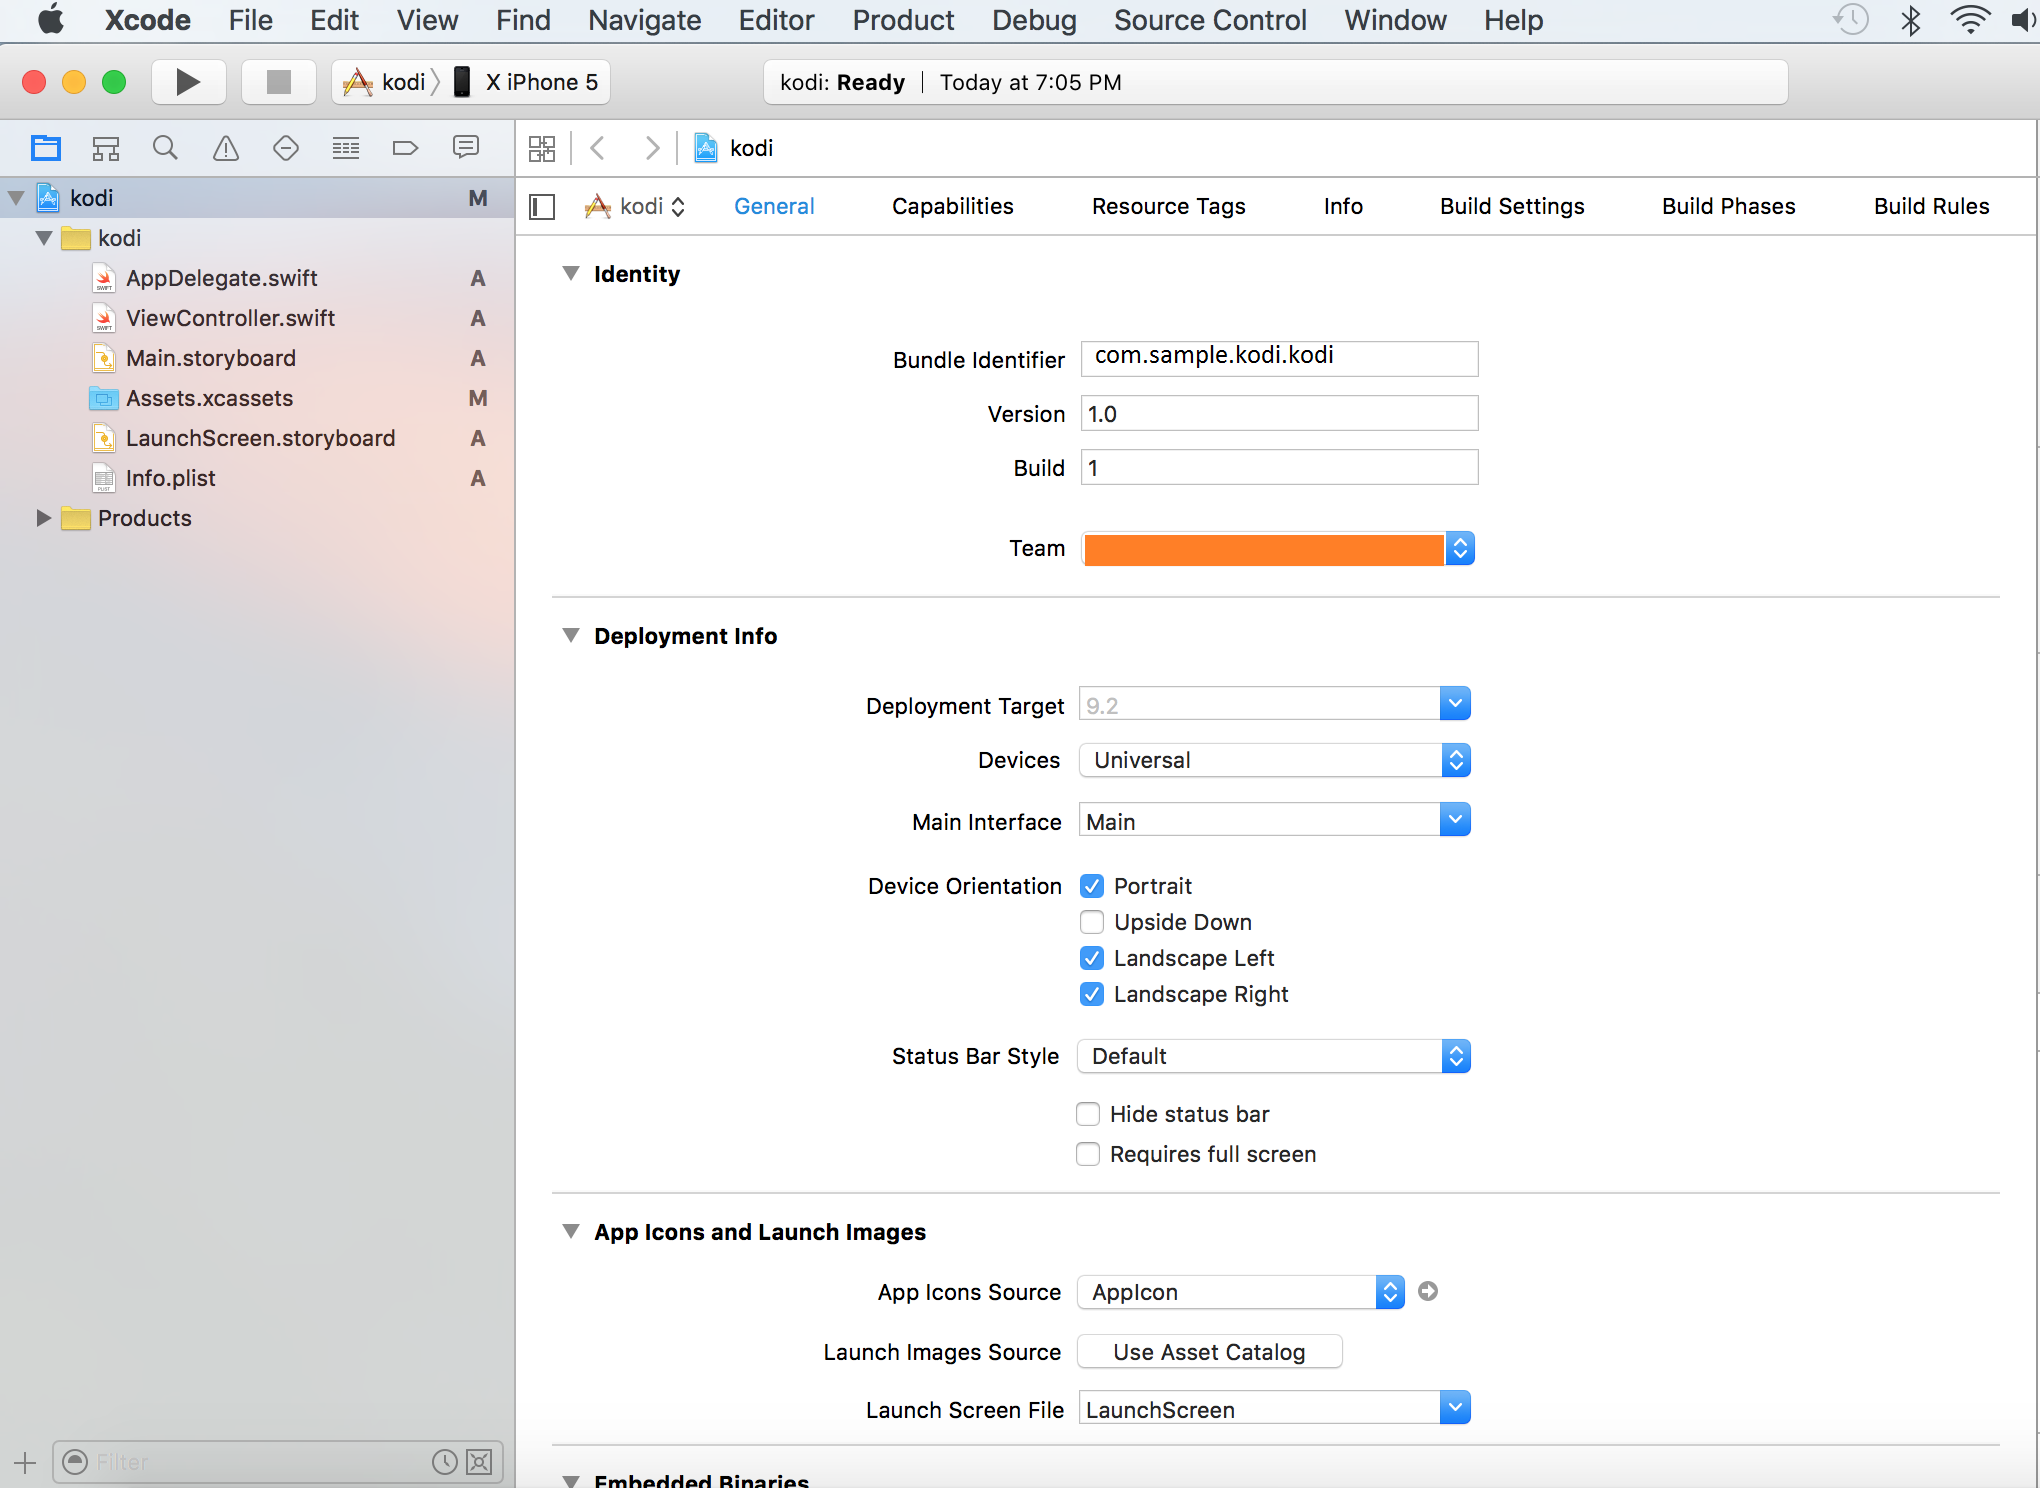 Xcode File Edit View Find Navigate Editor Product Debug Source Control Window Help
kodi X iPhone 5 kodi: Ready Today at 7:05 PM
kodi
kodi M
kodi General Capabilities Resource Tags Info Build Settings Build Phases Build Rules
kodi
AppDelegate.swift A
ViewController.swift A
Main.storyboard A
Assets.xcassets M
LaunchScreen.storyboard A
Info.plist A
Products
Identity
Bundle Identifier com.sample.kodi.kodi
Version 1.0
Build 1
Team
Deployment Info
Deployment Target 9.2
Devices Universal
Main Interface Main
Device Orientation Portrait
Upside Down
Landscape Left
Landscape Right
Status Bar Style Default
Hide status bar
Requires full screen
App Icons and Launch Images
App Icons Source AppIcon
Launch Images Source Use Asset Catalog
Launch Screen File LaunchScreen
Filter
Embedded Binaries